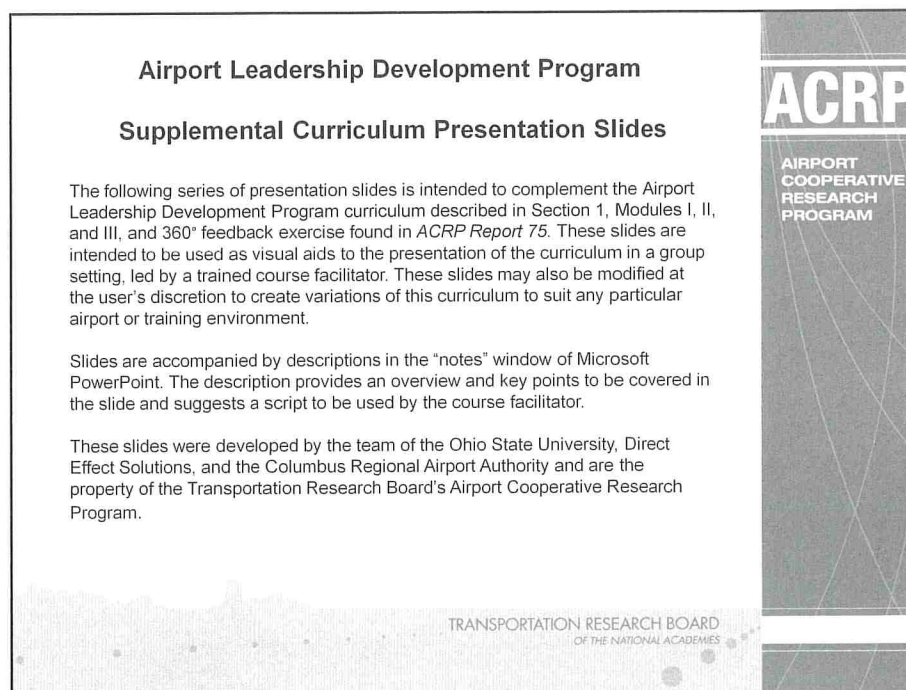 Airport Leadership Development Program
Supplemental Curriculum Presentation Slides
The following series of presentation slides is intended to complement the Airport
Leadership Development Program curriculum described in Section 1, Modules I, II,
and III, and 360° feedback exercise found in ACRP Report 75. These slides are
intended to be used as visual aids to the presentation of the curriculum in a group
setting, led by a trained course facilitator. These slides may also be modified at
the user's discretion to create variations of this curriculum to suit any particular
airport or training environment.
Slides are accompanied by descriptions in the “notes” window of Microsoft
PowerPoint. The description provides an overview and key points to be covered in
the slide and suggests a script to be used by the course facilitator.
These slides were developed by the team of the Ohio State University, Direct
Effect Solutions, and the Columbus Regional Airport Authority and are the
property of the Transportation Research Board's Airport Cooperative Research
Program.
TRANSPORTATION RESEARCH BOARD
OF THE NATIONAL ACADEMIES
ACRP
AIRPORT
COOPERATIVE
RESEARCH
PROGRAM